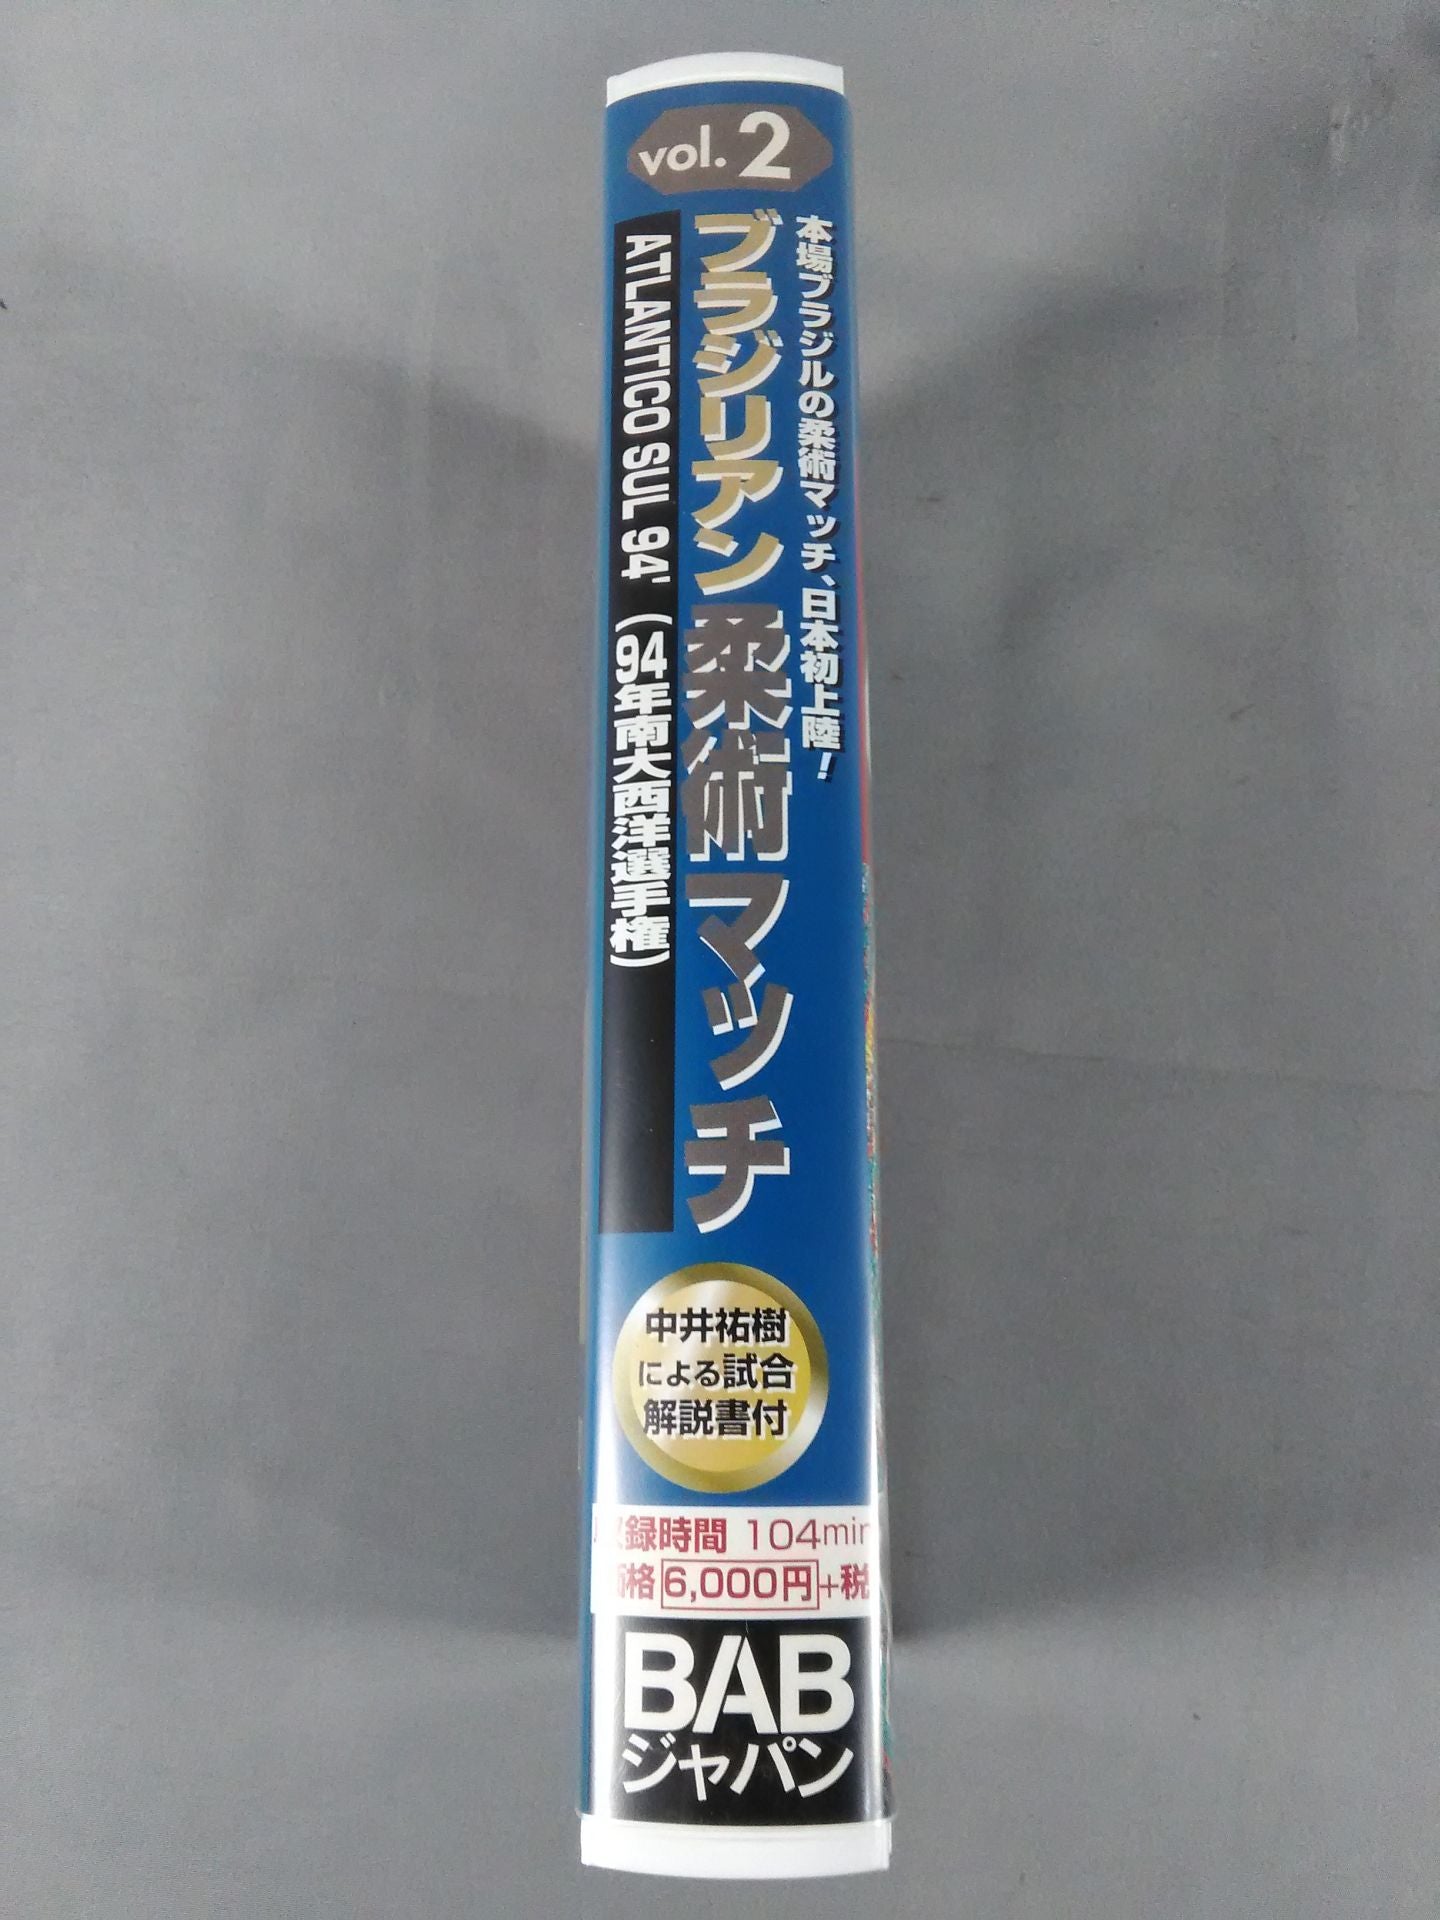 vol. 2
本場ブラジルの柔術マッチ、日本初上陸!
ブラジリアン柔術マッチ
ATLANTICO SUL 94' (94年南大西洋選手権)
中井祐樹
による試合
解説書付
録時間 104min
格 6,000円+税
BAB
ジャパン